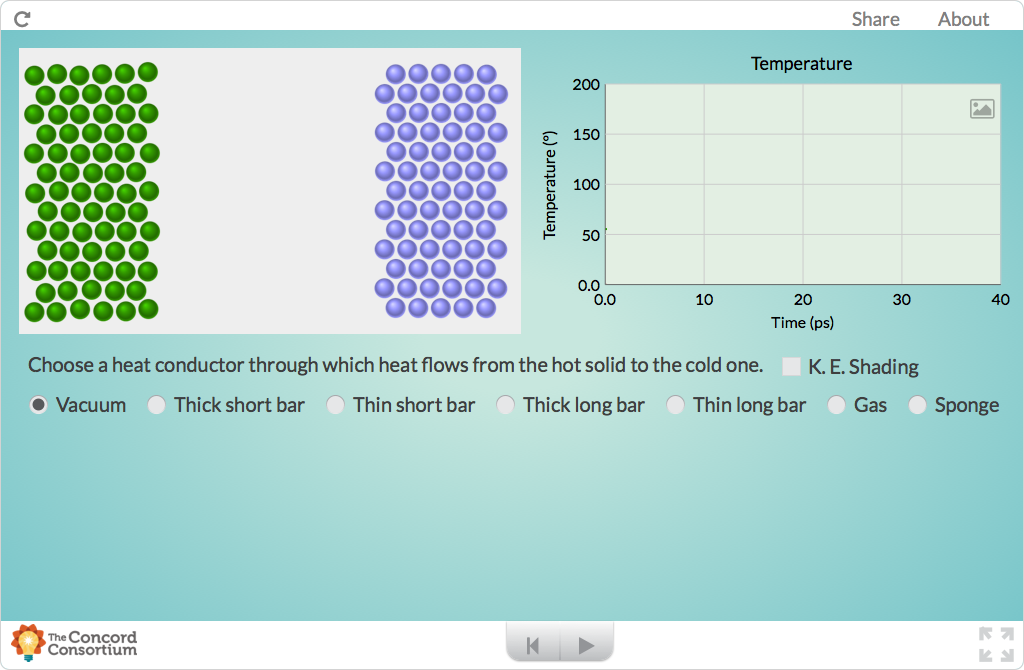 Share About
Temperature
200
150
100
50
0.0
Temperature (°)
0.0 10 20 30 40
Time (ps)
Choose a heat conductor through which heat flows from the hot solid to the cold one. K. E. Shading
Vacuum Thick short bar Thin short bar Thick long bar Thin long bar Gas Sponge
The Concord
Consortium